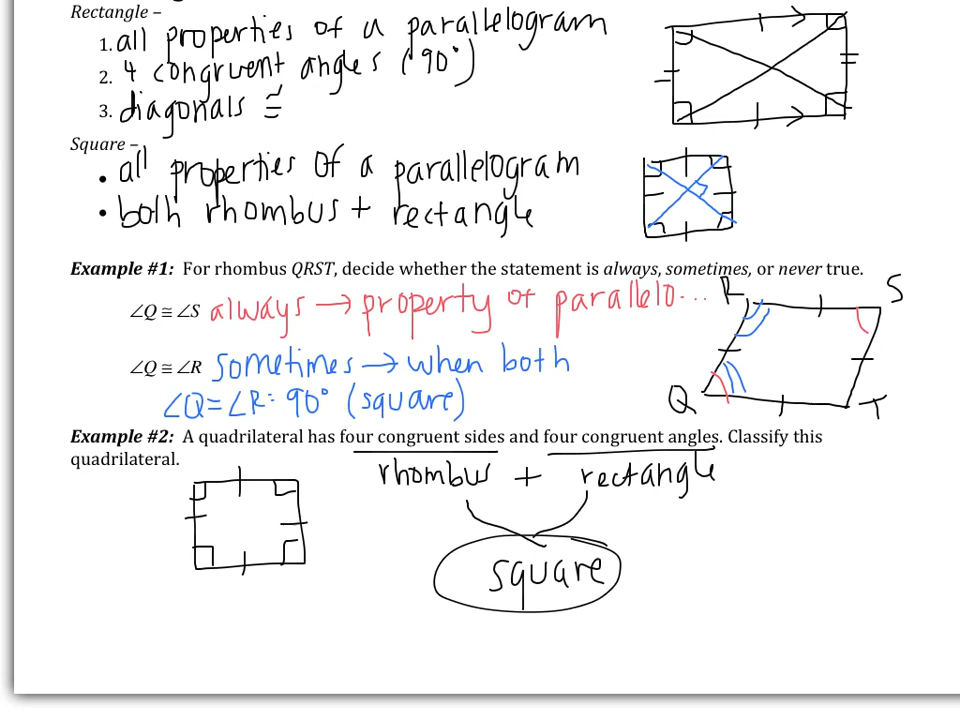 Rectangle –
1. all properties of a parallelogram
2. 4 congruent angles (90°)
3. diagonals ≅
Square –
• all properties of a parallelogram
• both rhombus + rectangle
Example #1: For rhombus QRST, decide whether the statement is always, sometimes, or never true.
R S
∠Q ≅ ∠S always → property of parallelo...
∠Q ≅ ∠R sometimes → when both
∠Q = ∠R = 90° (square)
Q T
Example #2: A quadrilateral has four congruent sides and four congruent angles. Classify this
quadrilateral.
rhombus + rectangle
square